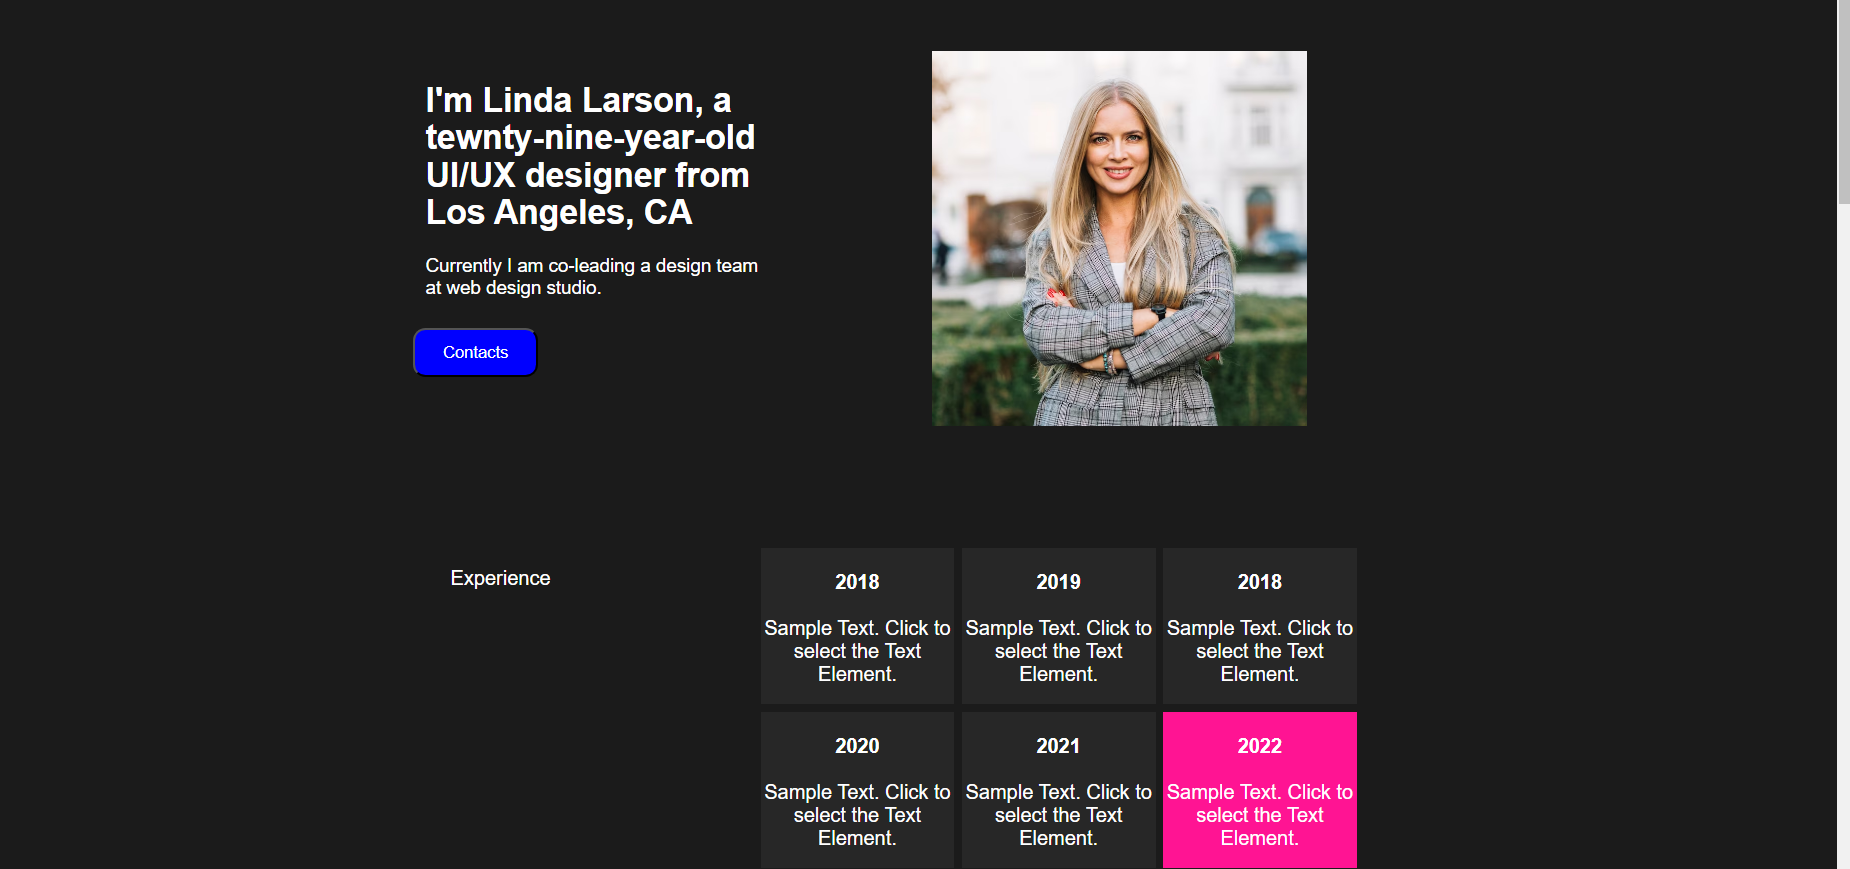 I'm Linda Larson, a
tewnty-nine-year-old
UI/UX designer from
Los Angeles, CA
Currently I am co-leading a design team
at web design studio.
Contacts
Experience
2018
Sample Text. Click to
select the Text
Element.
2019
Sample Text. Click to
select the Text
Element.
2018
Sample Text. Click to
select the Text
Element.
2020
Sample Text. Click to
select the Text
Element.
2021
Sample Text. Click to
select the Text
Element.
2022
Sample Text. Click to
select the Text
Element.